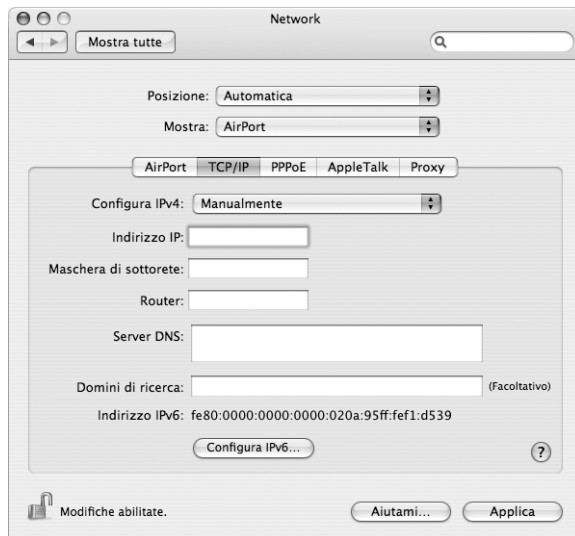 Network
Mostra tutte
Posizione: Automatica
Mostra: AirPort
AirPort TCP/IP PPPoE AppleTalk Proxy
Configura IPv4: Manualmente
Indirizzo IP:
Maschera di sottorete:
Router:
Server DNS:
Domini di ricerca: (Facoltativo)
Indirizzo IPv6: fe80:0000:0000:0000:020a:95ff:fef1:d539
Configura IPv6... ?
Modifiche abilitate. Aiutami... Applica